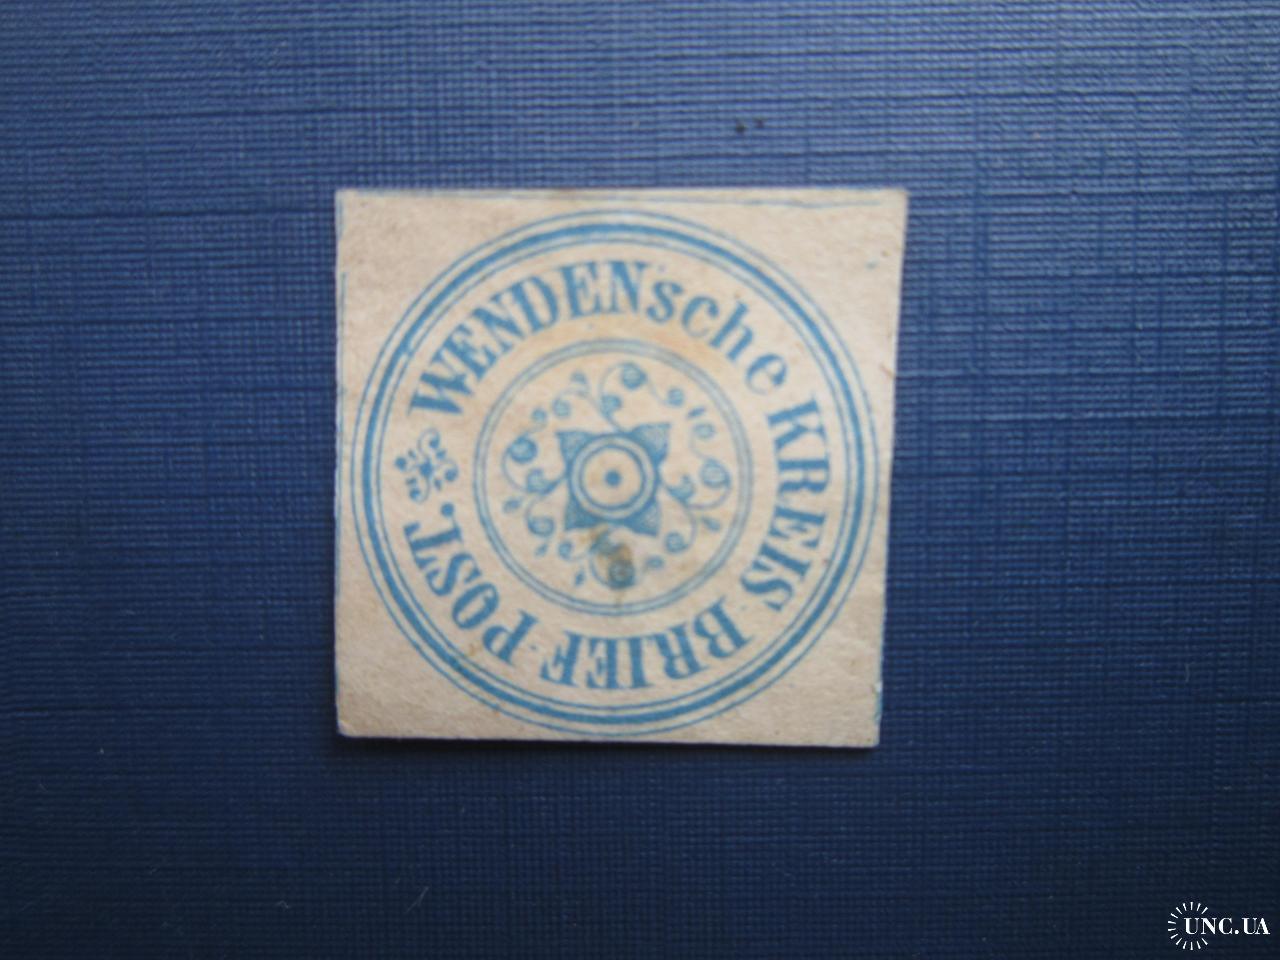 WENDENsche KREIS BRIEF-POST.
UNC.UA